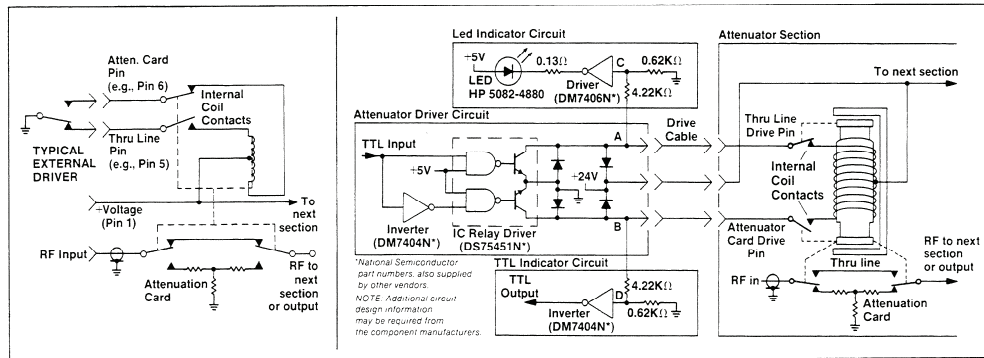 Atten. Card
Pin
(e.g., Pin 6)
Internal
Coil
Contacts
TYPICAL
EXTERNAL
DRIVER
Thru Line
Pin
(e.g., Pin 5)
+Voltage
(Pin 1)
To
next
section
RF Input
Attenuation
Card
RF to
next
section
or output
Led Indicator Circuit
+5V
LED
HP 5082-4880
0.13Ω
C
Driver
(DM7406N*)
0.62KΩ
4.22KΩ
Attenuator Driver Circuit
TTL Input
+5V
Inverter
(DM7404N*)
IC Relay Driver
(DS75451N*)
+24V
A
B
Drive
Cable
*National Semiconductor
part numbers, also supplied
by other vendors.
NOTE: Additional circuit
design information
may be required from
the component manufacturers.
TTL Indicator Circuit
TTL
Output
D
4.22KΩ
Inverter
(DM7404N*)
0.62KΩ
Attenuator Section
To next section
Thru Line
Drive Pin
Internal
Coil
Contacts
Attenuator
Card Drive
Pin
Thru line
RF to next
section
or output
RF in
Attenuation
Card